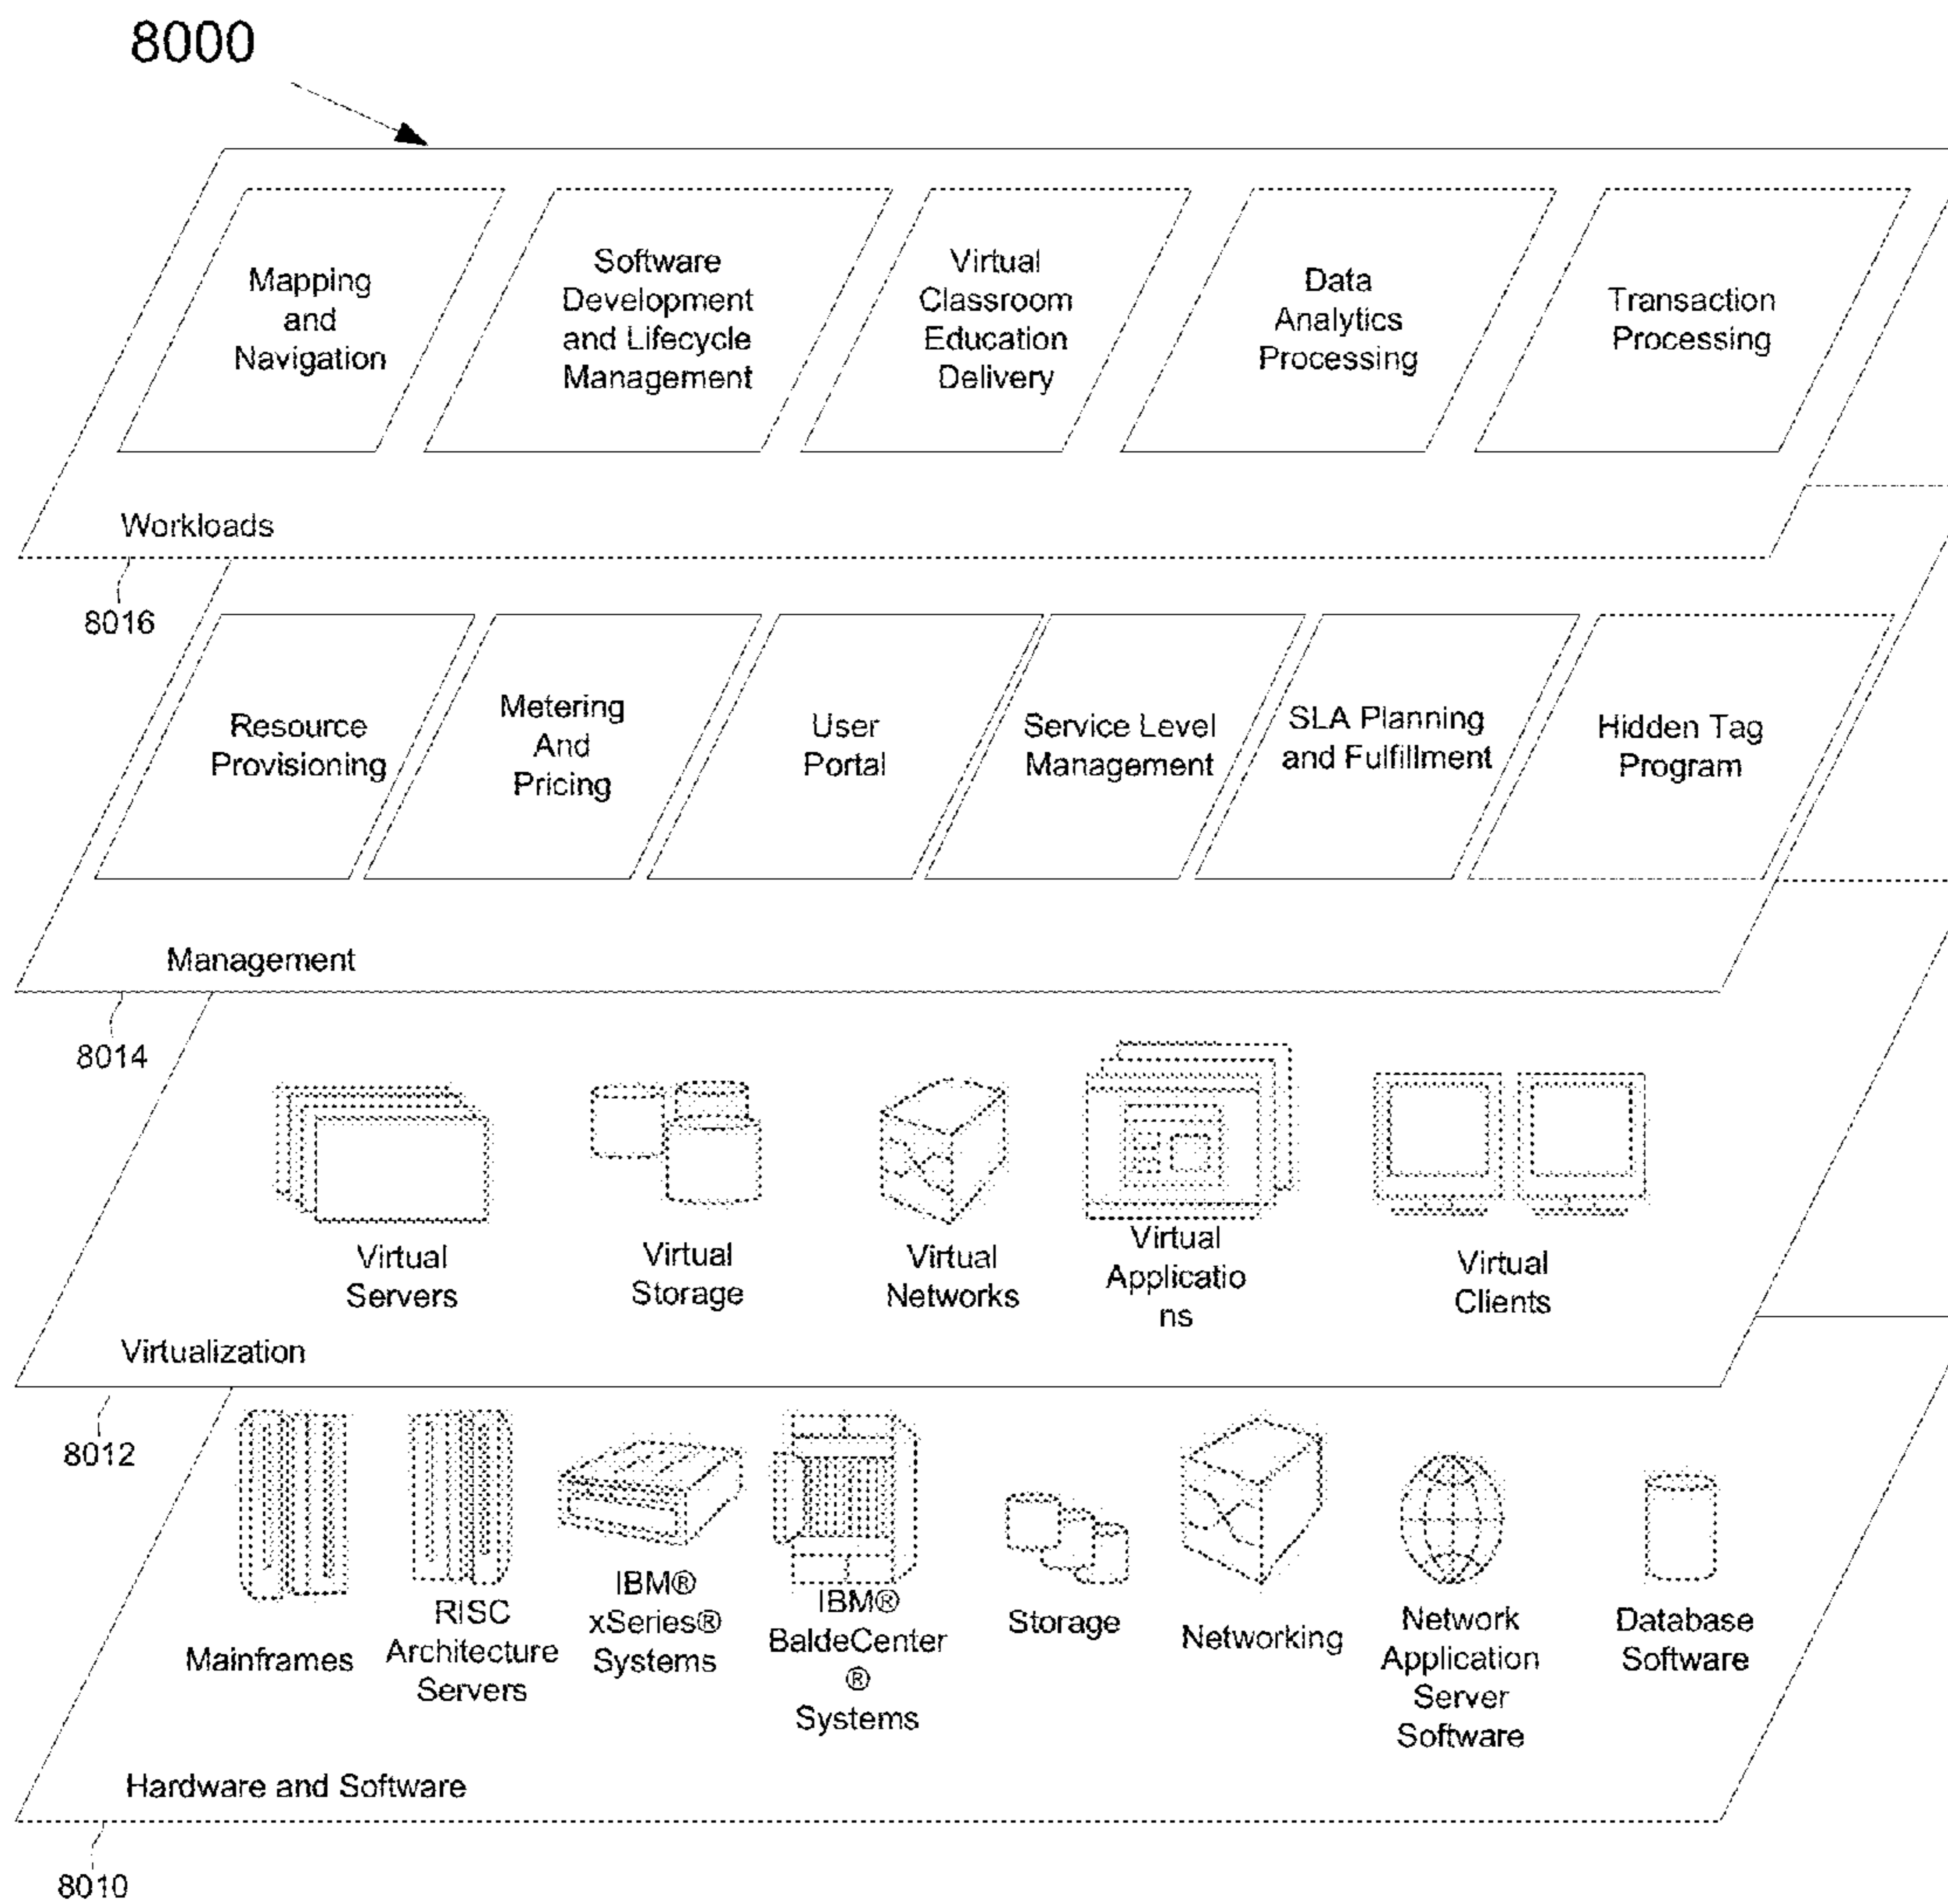 8000
Mapping
and
Navigation
Software
Development
and Lifecycle
Management
Virtual
Classroom
Education
Delivery
Data
Analytics
Processing
Transaction
Processing
Workloads
8016
Resource
Provisioning
Metering
And
Pricing
User
Portal
Service Level
Management
SLA Planning
and Fulfillment
Hidden Tag
Program
Management
8014
Virtual
Servers
Virtual
Storage
Virtual
Networks
Virtual
Applicatio
ns
Virtual
Clients
Virtualization
8012
Mainframes
RISC
Architecture
Servers
IBM®
xSeries®
Systems
IBM®
BaldeCenter
®
Systems
Storage
Networking
Network
Application
Server
Software
Database
Software
Hardware and Software
8010